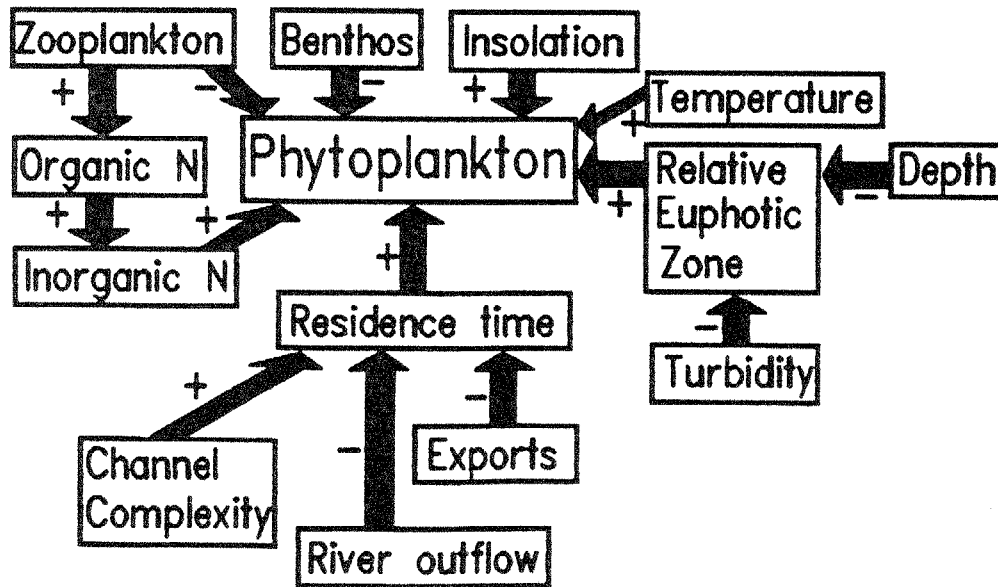 Zooplankton
Benthos
Insolation
+
-
-
+
Temperature
+
Organic N
Phytoplankton
Relative
Euphotic
Zone
Depth
+
-
+
+
Inorganic N
+
Residence time
-
Turbidity
+
-
-
Channel
Complexity
Exports
River outflow